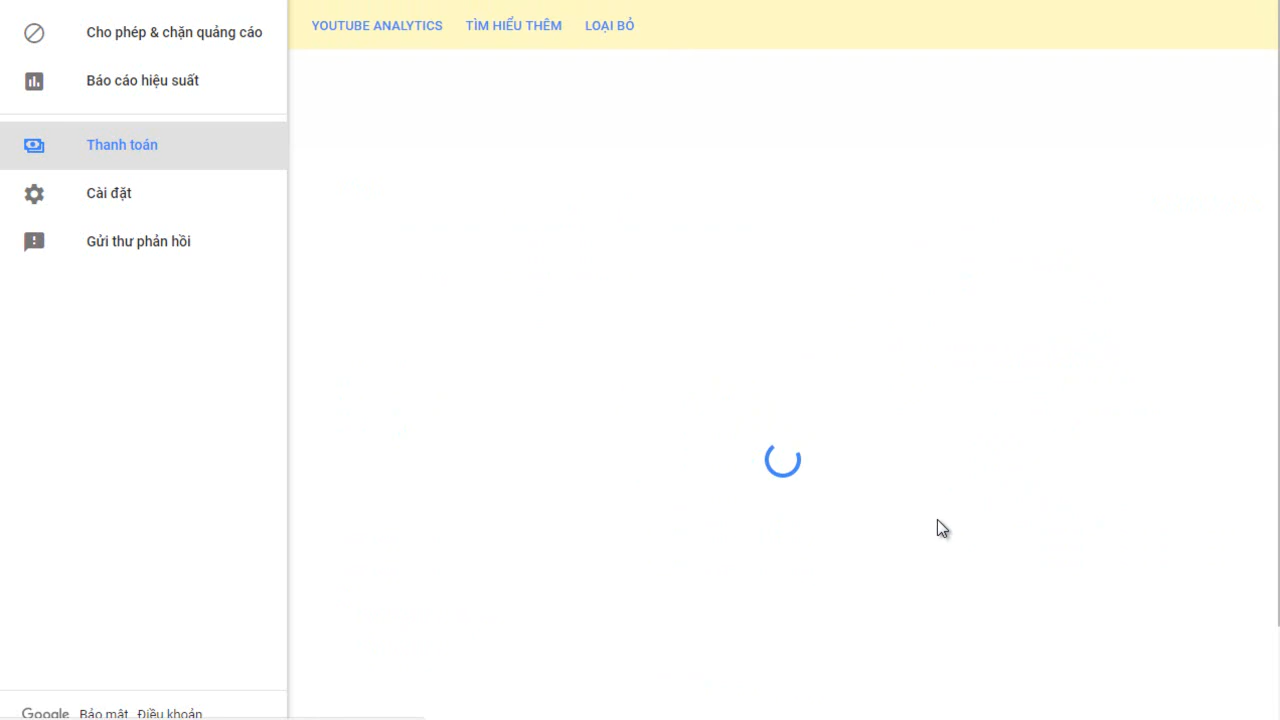 Cho phép & chặn quảng cáo
Báo cáo hiệu suất
Thanh toán
Cài đặt
Gửi thư phản hồi
Google Bảo mật Điều khoản
YOUTUBE ANALYTICS TÌM HIỂU THÊM LOẠI BỎ